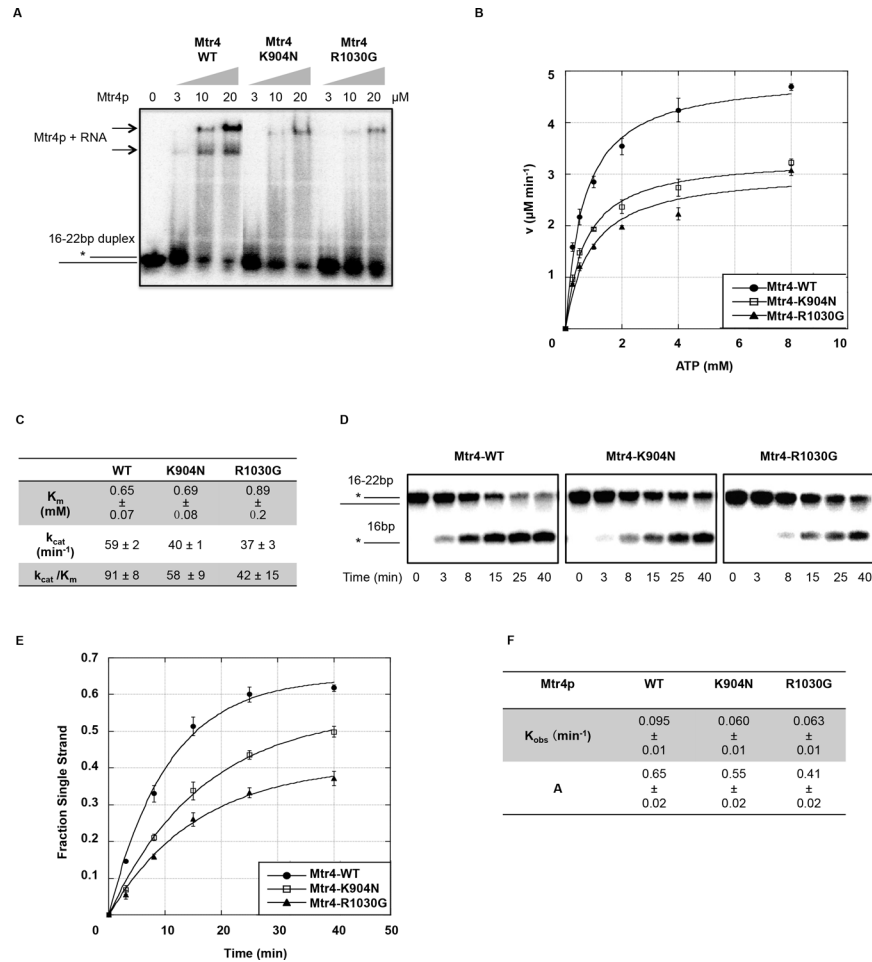 A
Mtr4 WT
Mtr4 K904N
Mtr4 R1030G
Mtr4p 0 3 10 20 3 10 20 3 10 20 µM
Mtr4p + RNA
16-22bp duplex
*
B
v (µM min-1)
5
4
3
2
1
0 2 4 6 8 10
ATP (mM)
Mtr4-WT
Mtr4-K904N
Mtr4-R1030G
C
WT K904N R1030G
Km (mM) 0.65 ± 0.07 0.69 ± 0.08 0.89 ± 0.2
kcat (min-1) 59 ± 2 40 ± 1 37 ± 3
kcat /Km 91 ± 8 58 ± 9 42 ± 15
D
Mtr4-WT Mtr4-K904N Mtr4-R1030G
16-22bp
*
16bp
*
Time (min) 0 3 8 15 25 40 0 3 8 15 25 40 0 3 8 15 25 40
E
Fraction Single Strand
0.7
0.6
0.5
0.4
0.3
0.2
0.1
0 10 20 30 40 50
Time (min)
Mtr4-WT
Mtr4-K904N
Mtr4-R1030G
F
Mtr4p WT K904N R1030G
Kobs (min-1) 0.095 ± 0.01 0.060 ± 0.01 0.063 ± 0.01
A 0.65 ± 0.02 0.55 ± 0.02 0.41 ± 0.02